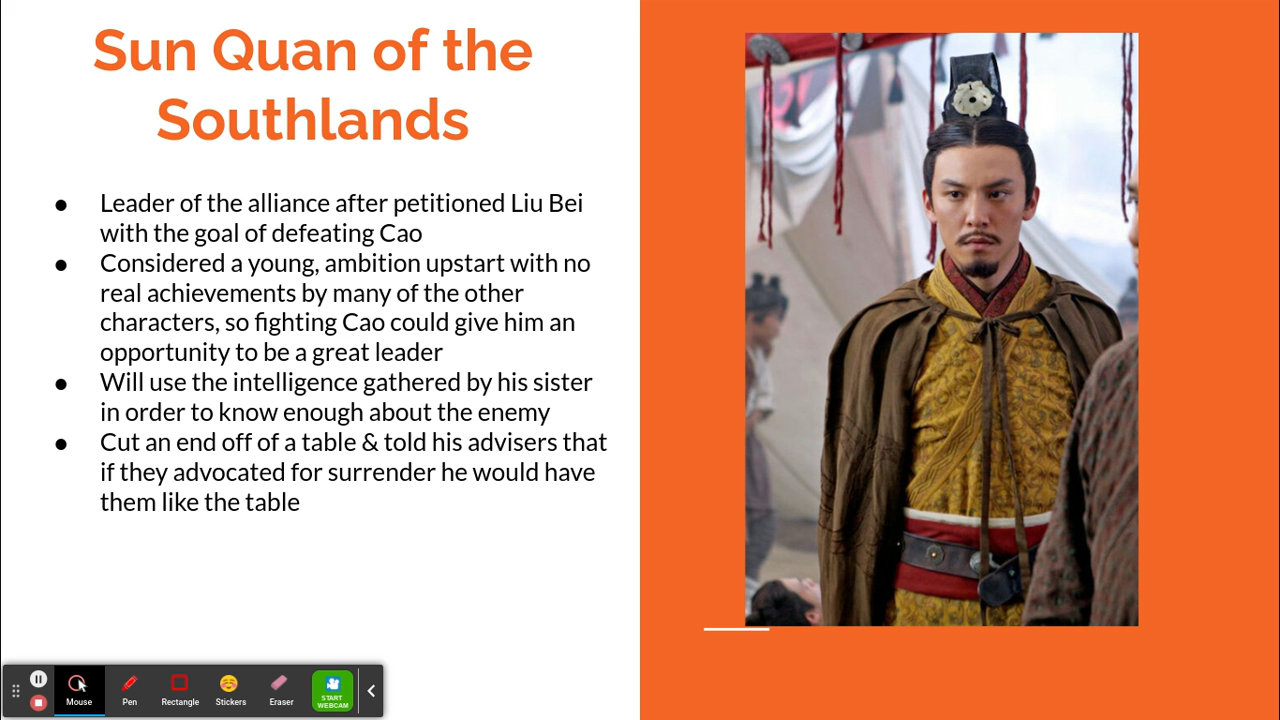 Sun Quan of the
Southlands
● Leader of the alliance after petitioned Liu Bei
with the goal of defeating Cao
● Considered a young, ambition upstart with no
real achievements by many of the other
characters, so fighting Cao could give him an
opportunity to be a great leader
● Will use the intelligence gathered by his sister
in order to know enough about the enemy
● Cut an end off of a table & told his advisers that
if they advocated for surrender he would have
them like the table
Mouse Pen Rectangle Stickers Eraser START
WEBCAM